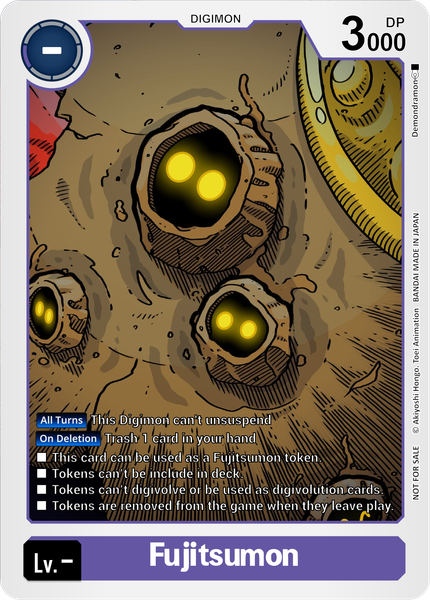 DIGIMON
-
DP
3000
Demondramon
© Akiyoshi Hongo. Toei Animation BANDAI MADE IN JAPAN
NOT FOR SALE
All Turns This Digimon can't unsuspend
On Deletion Trash 1 card in your hand
■ This card can be used as a Fujitsumon token.
■ Tokens can't be include in deck.
■ Tokens can't digivolve or be used as digivolution cards.
■ Tokens are removed from the game when they leave play.
Lv.-
Fujitsumon